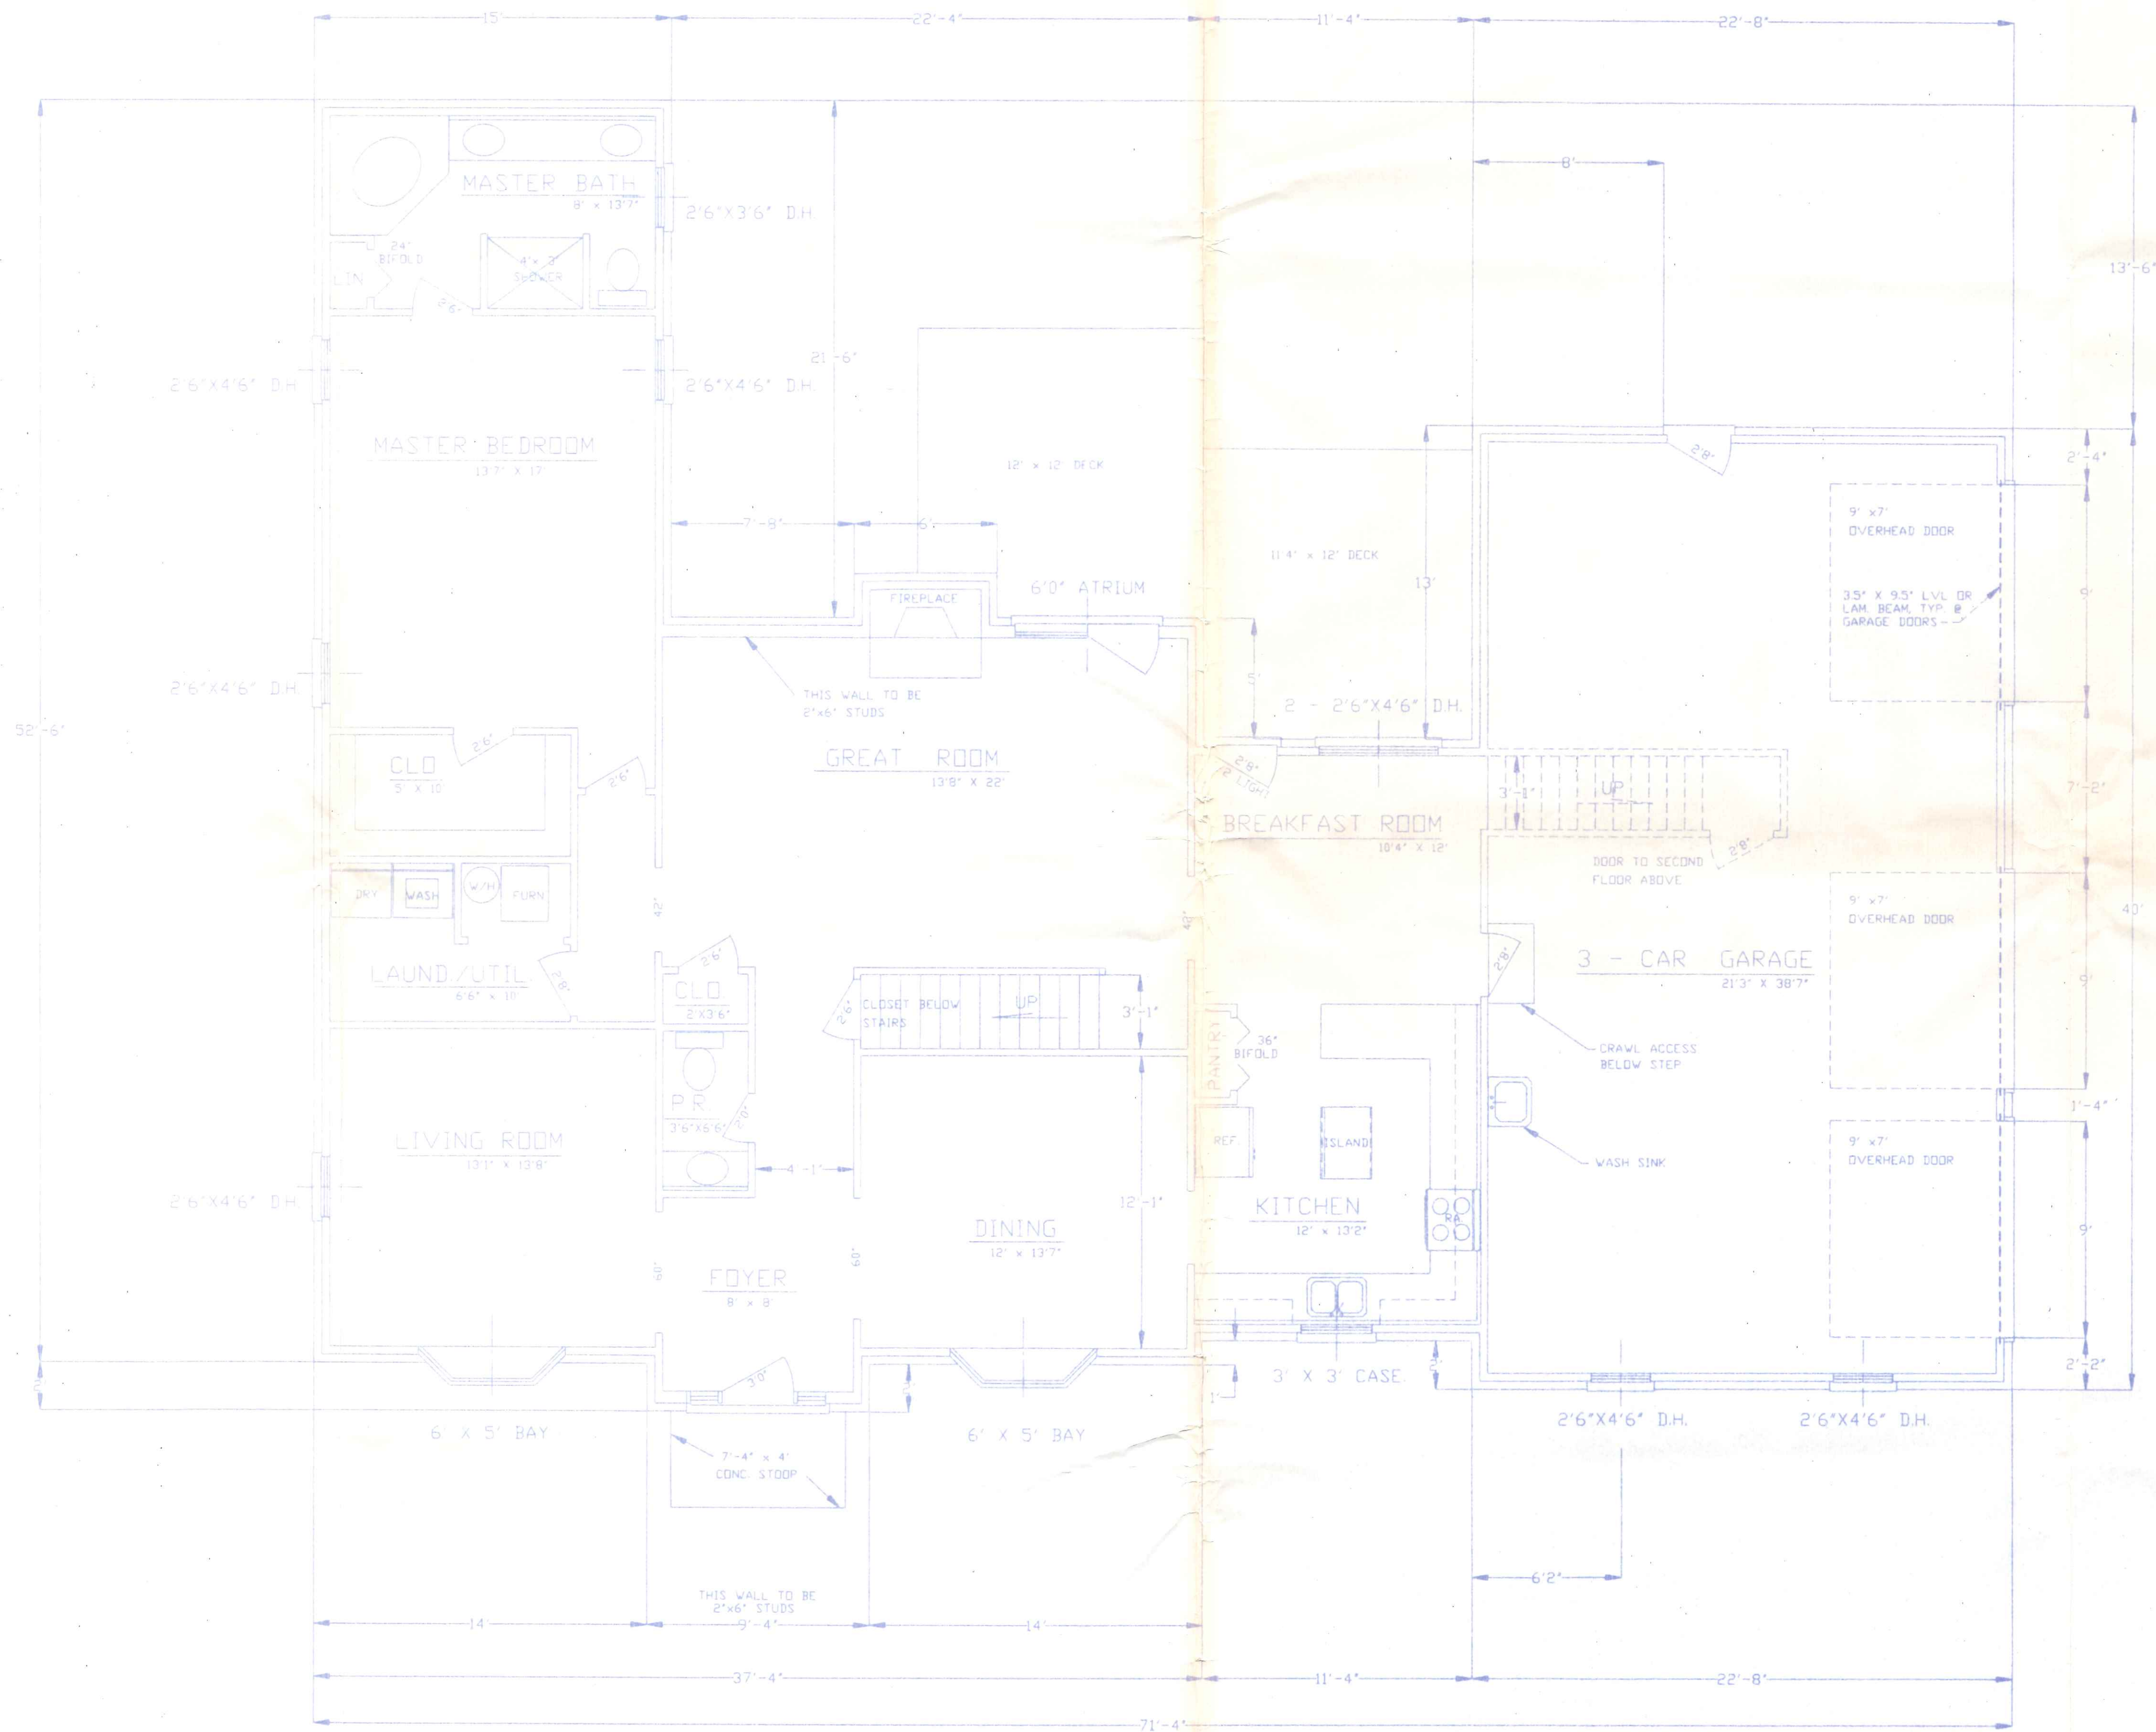 15'
22'-4"
11'-4"
22'-8"
MASTER BATH
8' x 13'7"
2'6"X3'6" D.H.
8'
24"
BIFOLD
LIN
4' x 3'
SHOWER
2'6"
13'-6"
21'-6"
2'6"X4'6" D.H.
2'6"X4'6" D.H.
MASTER BEDROOM
13'7" X 17'
12' x 12' DECK
2'8"
2'-4"
7'-8"
6'
9' x7'
OVERHEAD DOOR
11'4" x 12' DECK
13'
6'0" ATRIUM
FIREPLACE
3.5" X 9.5" LVL OR
LAM. BEAM, TYP. @
GARAGE DOORS
9'
2'6"X4'6" D.H.
THIS WALL TO BE
2"x6" STUDS
5'
2 - 2'6"X4'6" D.H.
52'-6"
CLO
5' X 10'
2'6"
2'6"
GREAT ROOM
13'8" X 22'
2'8"
LIGHT
3'-1"
UP
7'-2"
BREAKFAST ROOM
10'4" X 12'
2'8"
DOOR TO SECOND
FLOOR ABOVE
DRY
WASH
W/H
FURN
42"
42"
9' x7'
OVERHEAD DOOR
40'
LAUND./UTIL.
6'6" x 10'
2'8"
2'6"
CLO.
2'X3'6"
2'6"
CLOSET BELOW
STAIRS
UP
3'-1"
2'8"
3 - CAR GARAGE
21'3" X 38'7"
9'
PANTRY
36"
BIFOLD
CRAWL ACCESS
BELOW STEP
P.R.
3'6"X6'6"
2'0"
1'-4"
LIVING ROOM
13'1" X 13'8"
REF
ISLAND
9' x7'
OVERHEAD DOOR
WASH SINK
4'-1"
2'6"X4'6" D.H.
12'-1"
KITCHEN
12' x 13'2"
RA.
DINING
12' x 13'7"
9'
60"
60"
FOYER
8' x 8'
2'
3'0"
2'
1'
3' X 3' CASE.
2'
2'-2"
6' X 5' BAY
6' X 5' BAY
2'6"X4'6" D.H.
2'6"X4'6" D.H.
7'-4" x 4'
CONC. STOOP
6'2"
THIS WALL TO BE
2"x6" STUDS
14'
9'-4"
14'
37'-4"
11'-4"
22'-8"
71'-4"